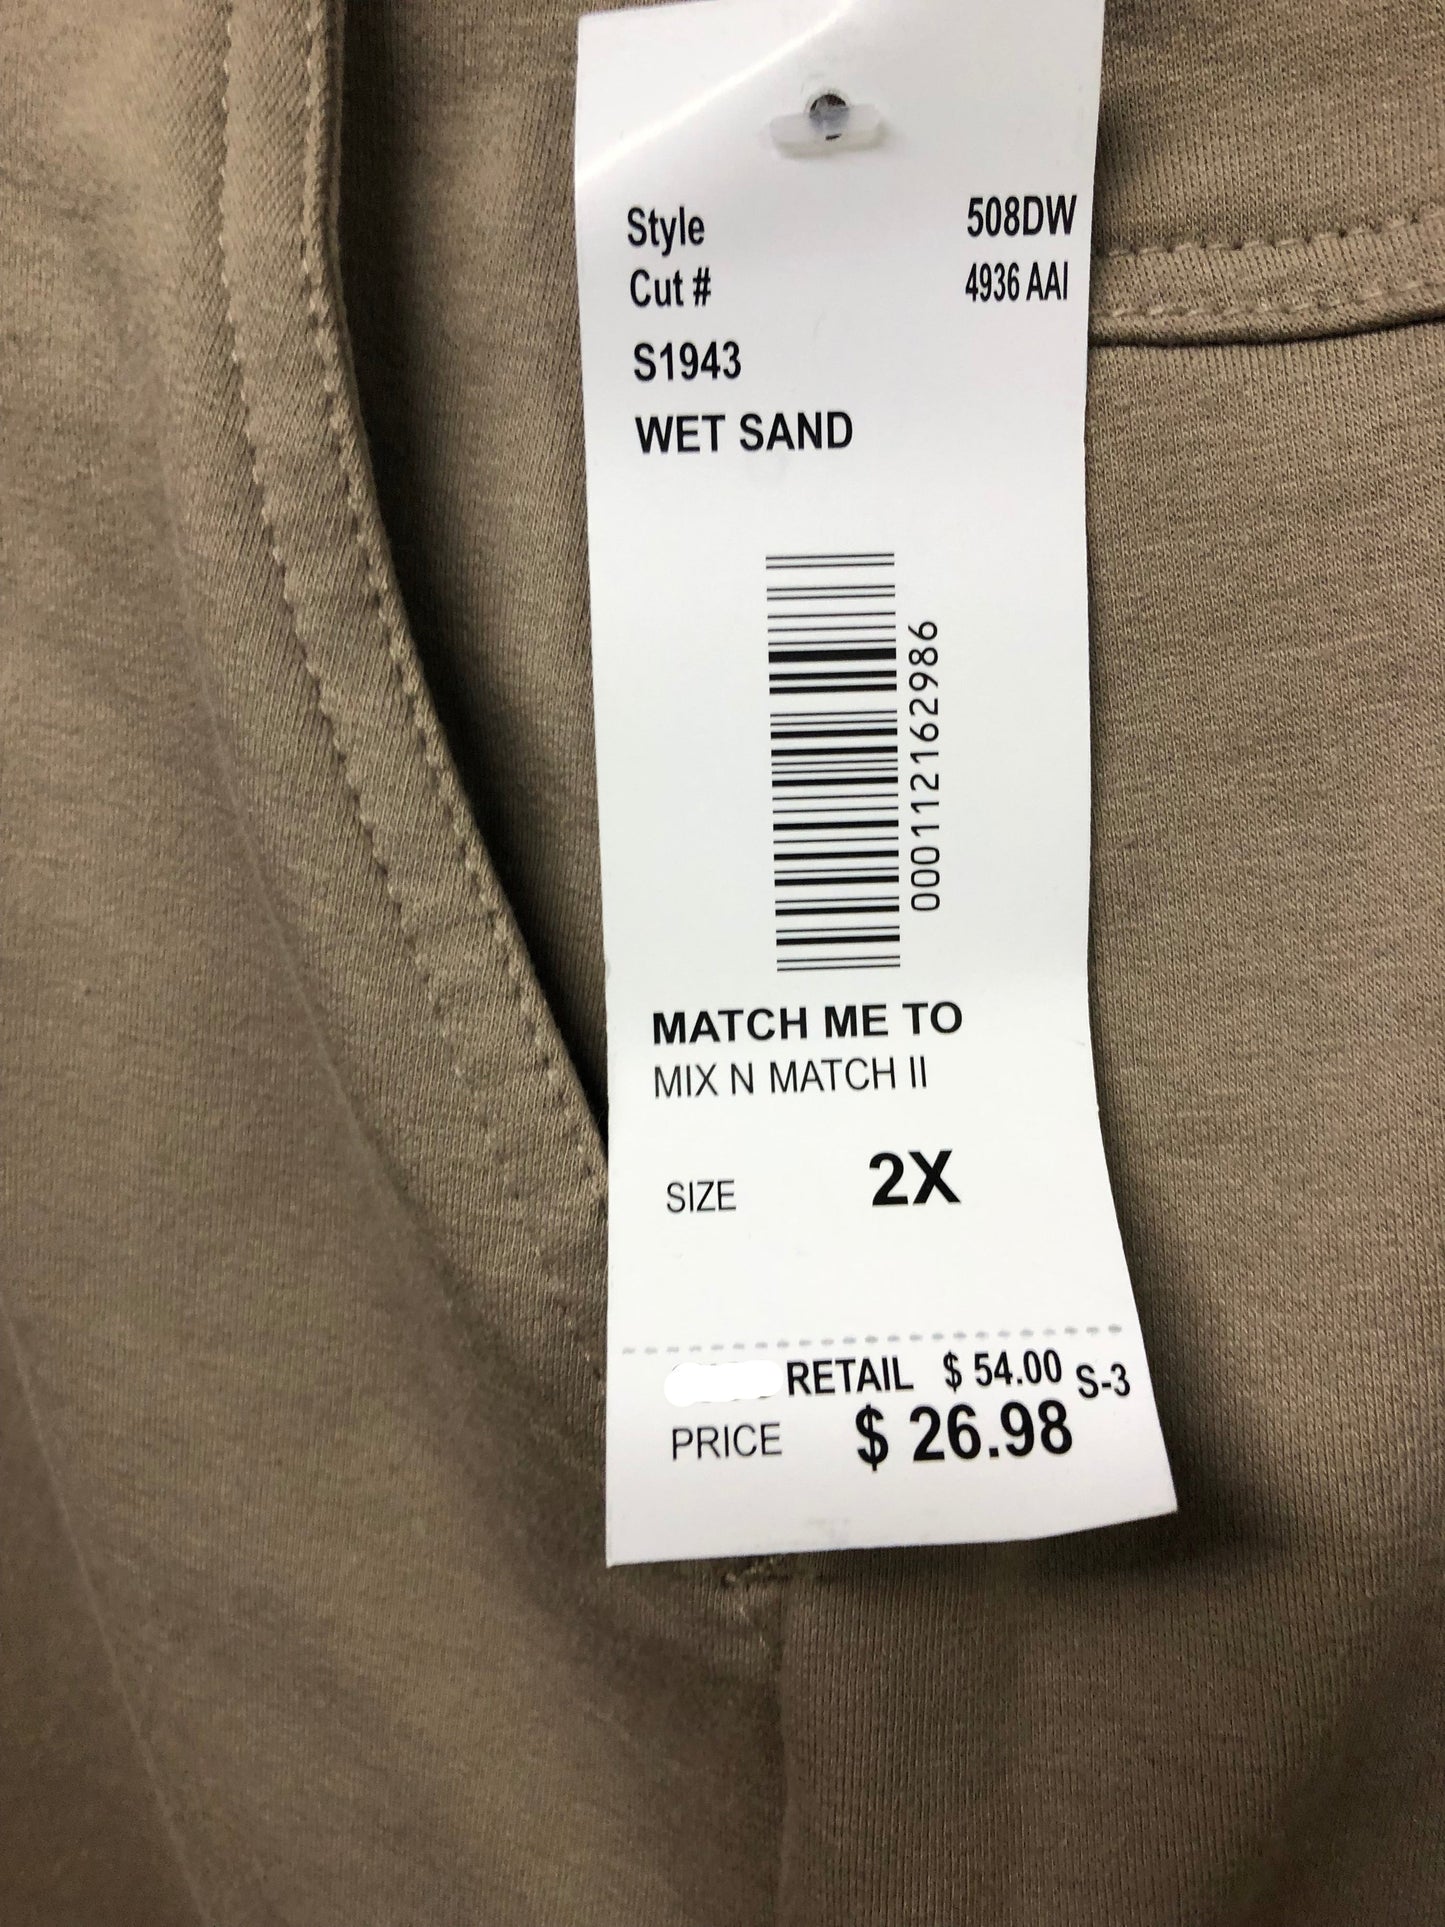 Style 508DW
Cut # 4936 AAI
S1943
WET SAND
000112162986
MATCH ME TO
MIX N MATCH II
SIZE 2X
RETAIL $ 54.00 S-3
PRICE $ 26.98